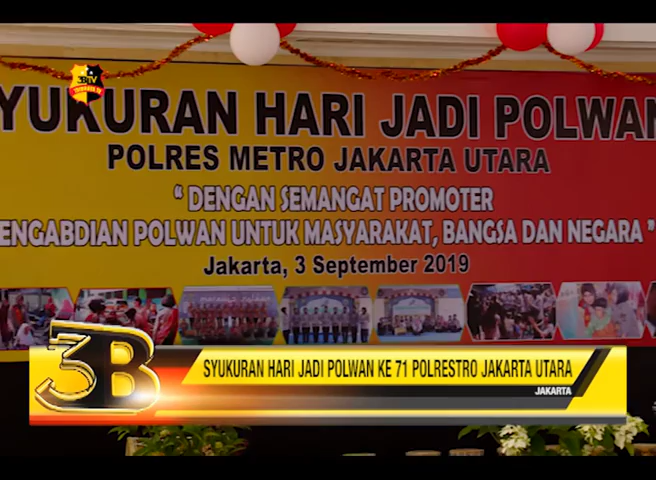 3BTV
SYUKURAN HARI JADI POLWAN
POLRES METRO JAKARTA UTARA
“ DENGAN SEMANGAT PROMOTER
ENGABDIAN POLWAN UNTUK MASYARAKAT, BANGSA DAN NEGARA ”
Jakarta, 3 September 2019
3B
SYUKURAN HARI JADI POLWAN KE 71 POLRESTRO JAKARTA UTARA
JAKARTA